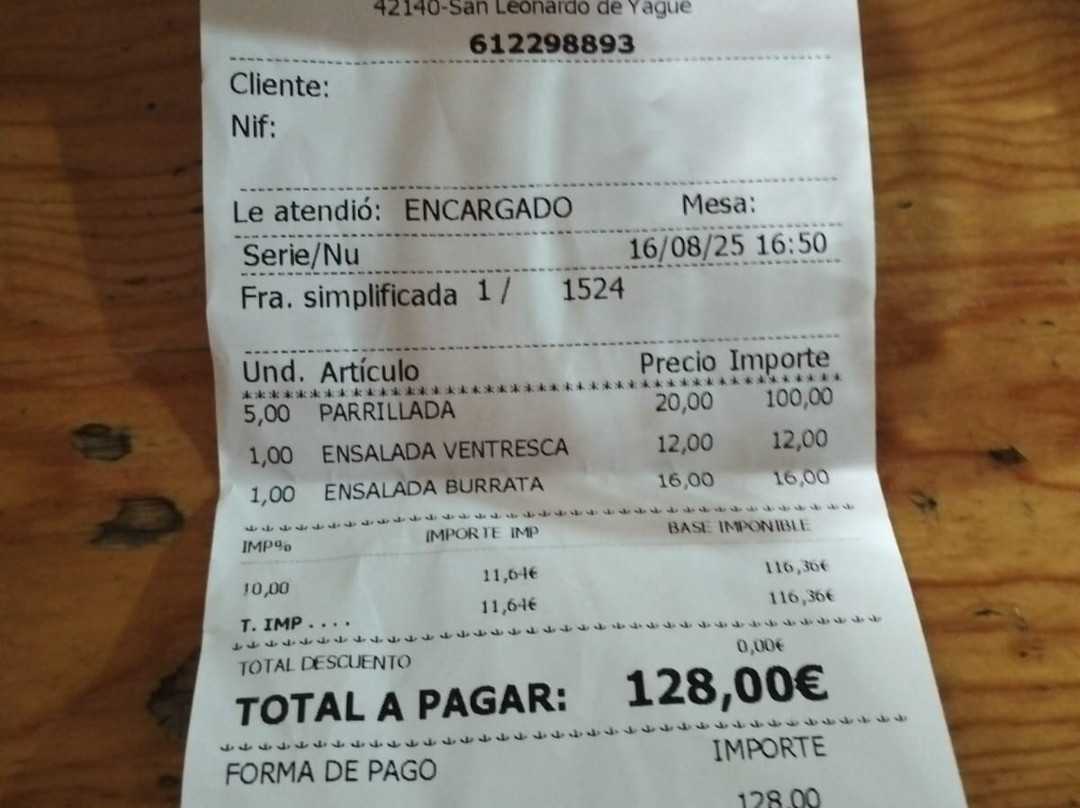 42140-San Leonardo de Yague
612298893
Cliente:
Nif:
Le atendió: ENCARGADO Mesa:
Serie/Nu 16/08/25 16:50
Fra. simplificada 1 / 1524
Und. Artículo Precio Importe
5,00 PARRILLADA 20,00 100,00
1,00 ENSALADA VENTRESCA 12,00 12,00
1,00 ENSALADA BURRATA 16,00 16,00
IMP% IMPORTE IMP BASE IMPONIBLE
10,00 11,64€ 116,36€
T. IMP . . . . 11,64€ 116,36€
TOTAL DESCUENTO 0,00€
TOTAL A PAGAR: 128,00€
FORMA DE PAGO IMPORTE
128,00